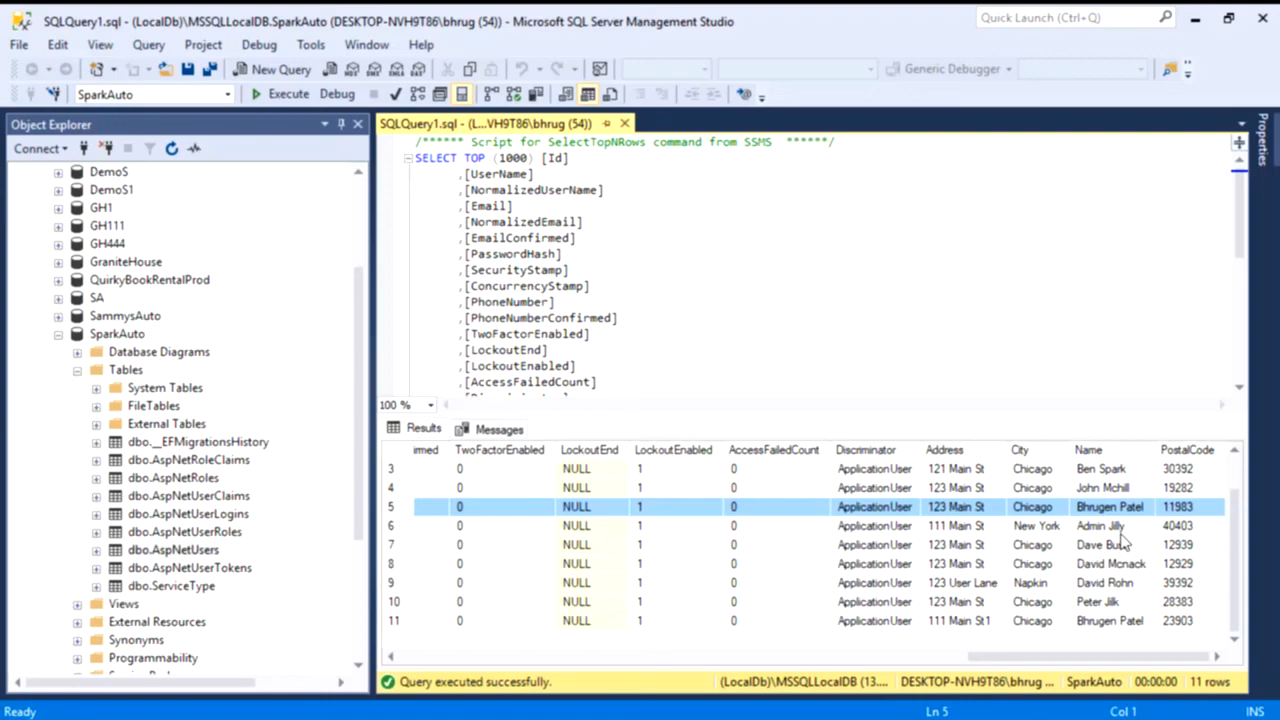 SQLQuery1.sql - (LocalDb)\MSSQLLocalDB.SparkAuto (DESKTOP-NVH9T86\bhrug (54)) - Microsoft SQL Server Management Studio
Quick Launch (Ctrl+Q)
File Edit View Query Project Debug Tools Window Help
New Query
Generic Debugger
SparkAuto
Execute Debug
Object Explorer
Connect
DemoS
DemoS1
GH1
GH111
GH444
GraniteHouse
QuirkyBookRentalProd
SA
SammysAuto
SparkAuto
Database Diagrams
Tables
System Tables
FileTables
External Tables
dbo.__EFMigrationsHistory
dbo.AspNetRoleClaims
dbo.AspNetRoles
dbo.AspNetUserClaims
dbo.AspNetUserLogins
dbo.AspNetUserRoles
dbo.AspNetUsers
dbo.AspNetUserTokens
dbo.ServiceType
Views
External Resources
Synonyms
Programmability
SQLQuery1.sql - (L...VH9T86\bhrug (54))
/****** Script for SelectTopNRows command from SSMS ******/
SELECT TOP (1000) [Id]
,[UserName]
,[NormalizedUserName]
,[Email]
,[NormalizedEmail]
,[EmailConfirmed]
,[PasswordHash]
,[SecurityStamp]
,[ConcurrencyStamp]
,[PhoneNumber]
,[PhoneNumberConfirmed]
,[TwoFactorEnabled]
,[LockoutEnd]
,[LockoutEnabled]
,[AccessFailedCount]
100 %
Results Messages
irmed TwoFactorEnabled LockoutEnd LockoutEnabled AccessFailedCount Discriminator Address City Name PostalCode
3 0 NULL 1 0 ApplicationUser 121 Main St Chicago Ben Spark 30392
4 0 NULL 1 0 ApplicationUser 123 Main St Chicago John Mchill 19282
5 0 NULL 1 0 ApplicationUser 123 Main St Chicago Bhrugen Patel 11983
6 0 NULL 1 0 ApplicationUser 111 Main St New York Admin Jilly 40403
7 0 NULL 1 0 ApplicationUser 123 Main St Chicago Dave 12939
8 0 NULL 1 0 ApplicationUser 123 Main St Chicago David Mcnack 12929
9 0 NULL 1 0 ApplicationUser 123 User Lane Napkin David Rohn 39392
10 0 NULL 1 0 ApplicationUser 123 Main St Chicago Peter Jilk 28383
11 0 NULL 1 0 ApplicationUser 111 Main St1 Chicago Bhrugen Patel 23903
Query executed successfully.
(LocalDb)\MSSQLLocalDB (13.... DESKTOP-NVH9T86\bhrug ... SparkAuto 00:00:00 11 rows
Ready
Ln 5 Col 1 INS
Properties